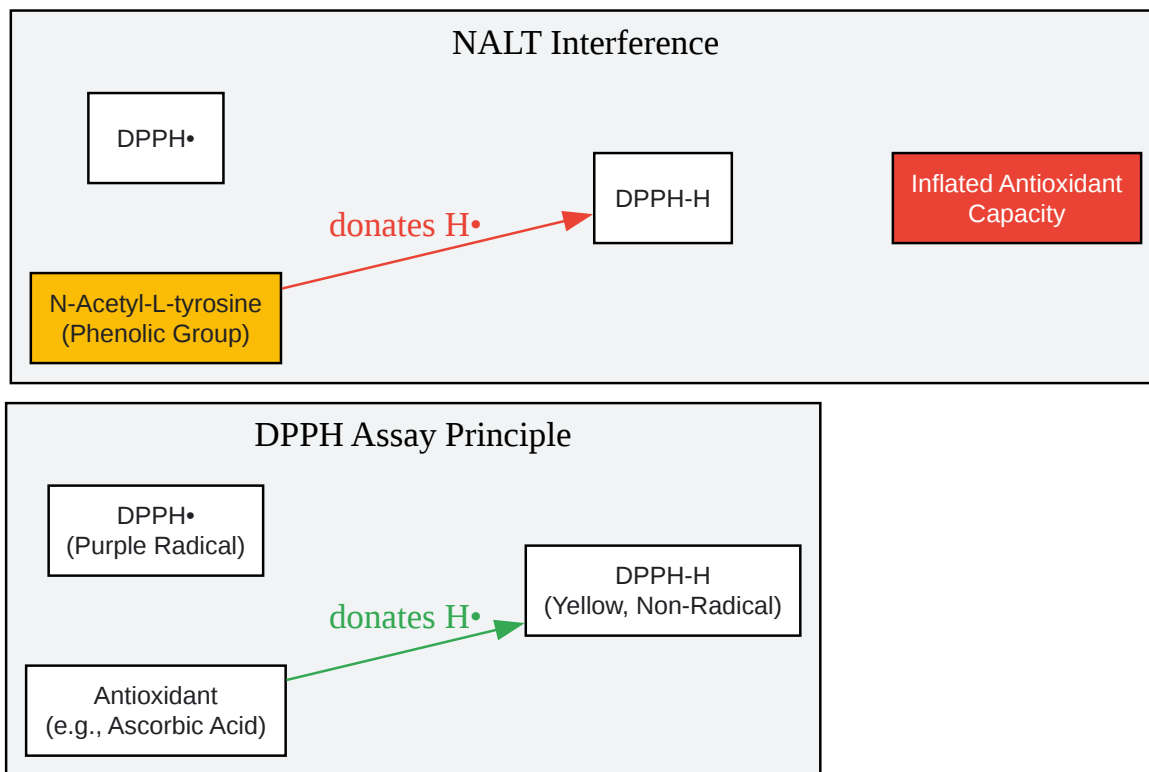 NALT Interference
DPPH•
DPPH-H
Inflated Antioxidant
Capacity
donates H•
N-Acetyl-L-tyrosine
(Phenolic Group)
DPPH Assay Principle
DPPH•
(Purple Radical)
DPPH-H
(Yellow, Non-Radical)
donates H•
Antioxidant
(e.g., Ascorbic Acid)